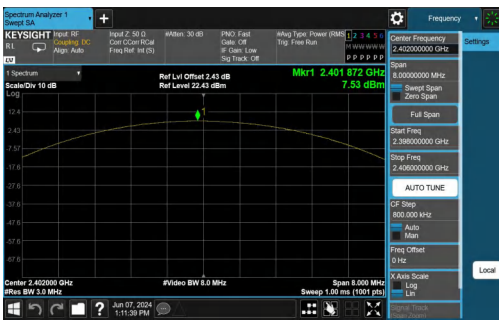 Spectrum Analyzer 1
Swept SA
+
Frequency
KEYSIGHT
RL
Input: RF
Coupling: DC
Align: Auto
Input Z: 50 Ω
Corr CCorr RCal
Freq Ref: Int (S)
#Atten: 30 dB
PNO: Fast
Gate: Off
IF Gain: Low
Sig Track: Off
#Avg Type: Power (RMS)
Trig: Free Run
1 2 3 4 5 6
M W W W W W
P P P P P P
LVI
1 Spectrum
Scale/Div 10 dB
Log
Ref Lvl Offset 2.43 dB
Ref Level 22.43 dBm
Mkr1 2.401 872 GHz
7.53 dBm
1
12.4
2.43
-7.57
-17.6
-27.6
-37.6
-47.6
-57.6
-67.6
Center 2.402000 GHz
#Res BW 3.0 MHz
#Video BW 8.0 MHz
Span 8.000 MHz
Sweep 1.00 ms (1001 pts)
Center Frequency
2.402000000 GHz
Settings
Span
8.00000000 MHz
Swept Span
Zero Span
Full Span
Start Freq
2.398000000 GHz
Stop Freq
2.406000000 GHz
AUTO TUNE
CF Step
800.000 kHz
Auto
Man
Freq Offset
0 Hz
X Axis Scale
Log
Lin
Local
Signal Track
?
Jun 07, 2024
1:11:39 PM